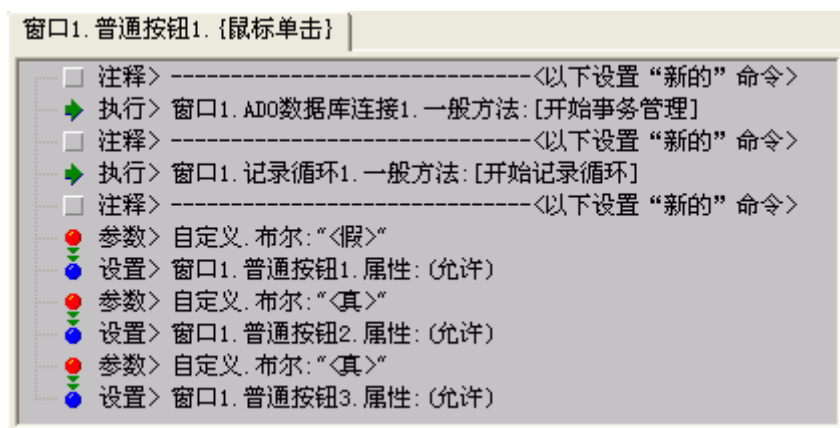 窗口1.普通按钮1.{鼠标单击}
注释> ------------------------------<以下设置“新的”命令>
执行> 窗口1.ADO数据库连接1.一般方法:[开始事务管理]
注释> ------------------------------<以下设置“新的”命令>
执行> 窗口1.记录循环1.一般方法:[开始记录循环]
注释> ------------------------------<以下设置“新的”命令>
参数> 自定义.布尔:"<假>"
设置> 窗口1.普通按钮1.属性:(允许)
参数> 自定义.布尔:"<真>"
设置> 窗口1.普通按钮2.属性:(允许)
参数> 自定义.布尔:"<真>"
设置> 窗口1.普通按钮3.属性:(允许)